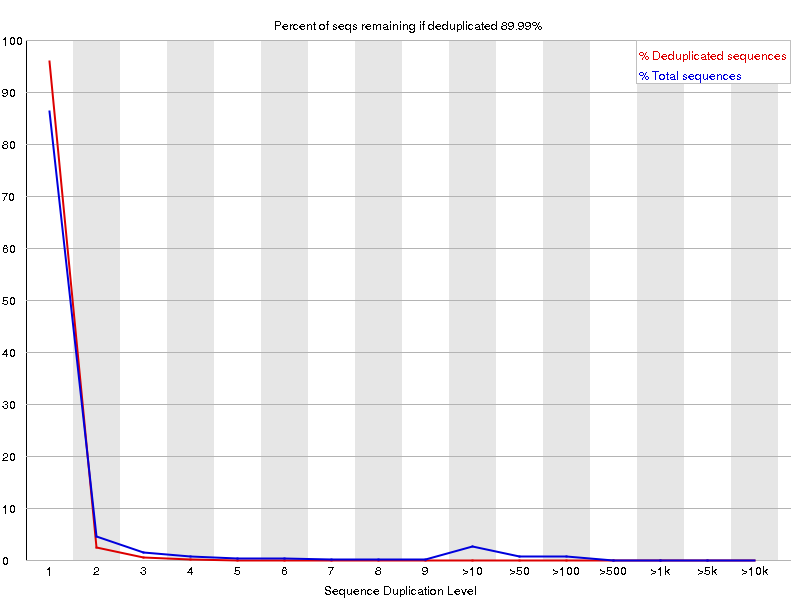 Percent of seqs remaining if deduplicated 89.99%
% Deduplicated sequences
% Total sequences
100
90
80
70
60
50
40
30
20
10
0
1 2 3 4 5 6 7 8 9 >10 >50 >100 >500 >1k >5k >10k
Sequence Duplication Level